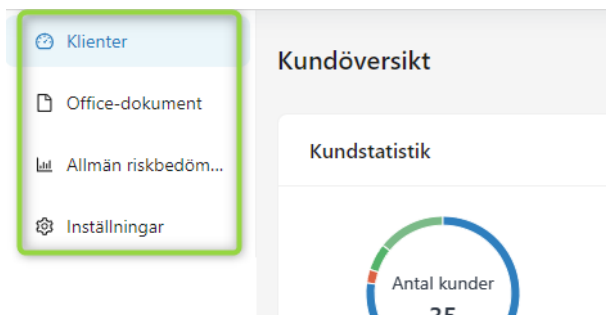 Klienter
Office-dokument
Allmän riskbedöm...
Inställningar
Kundöversikt
Kundstatistik
Antal kunder